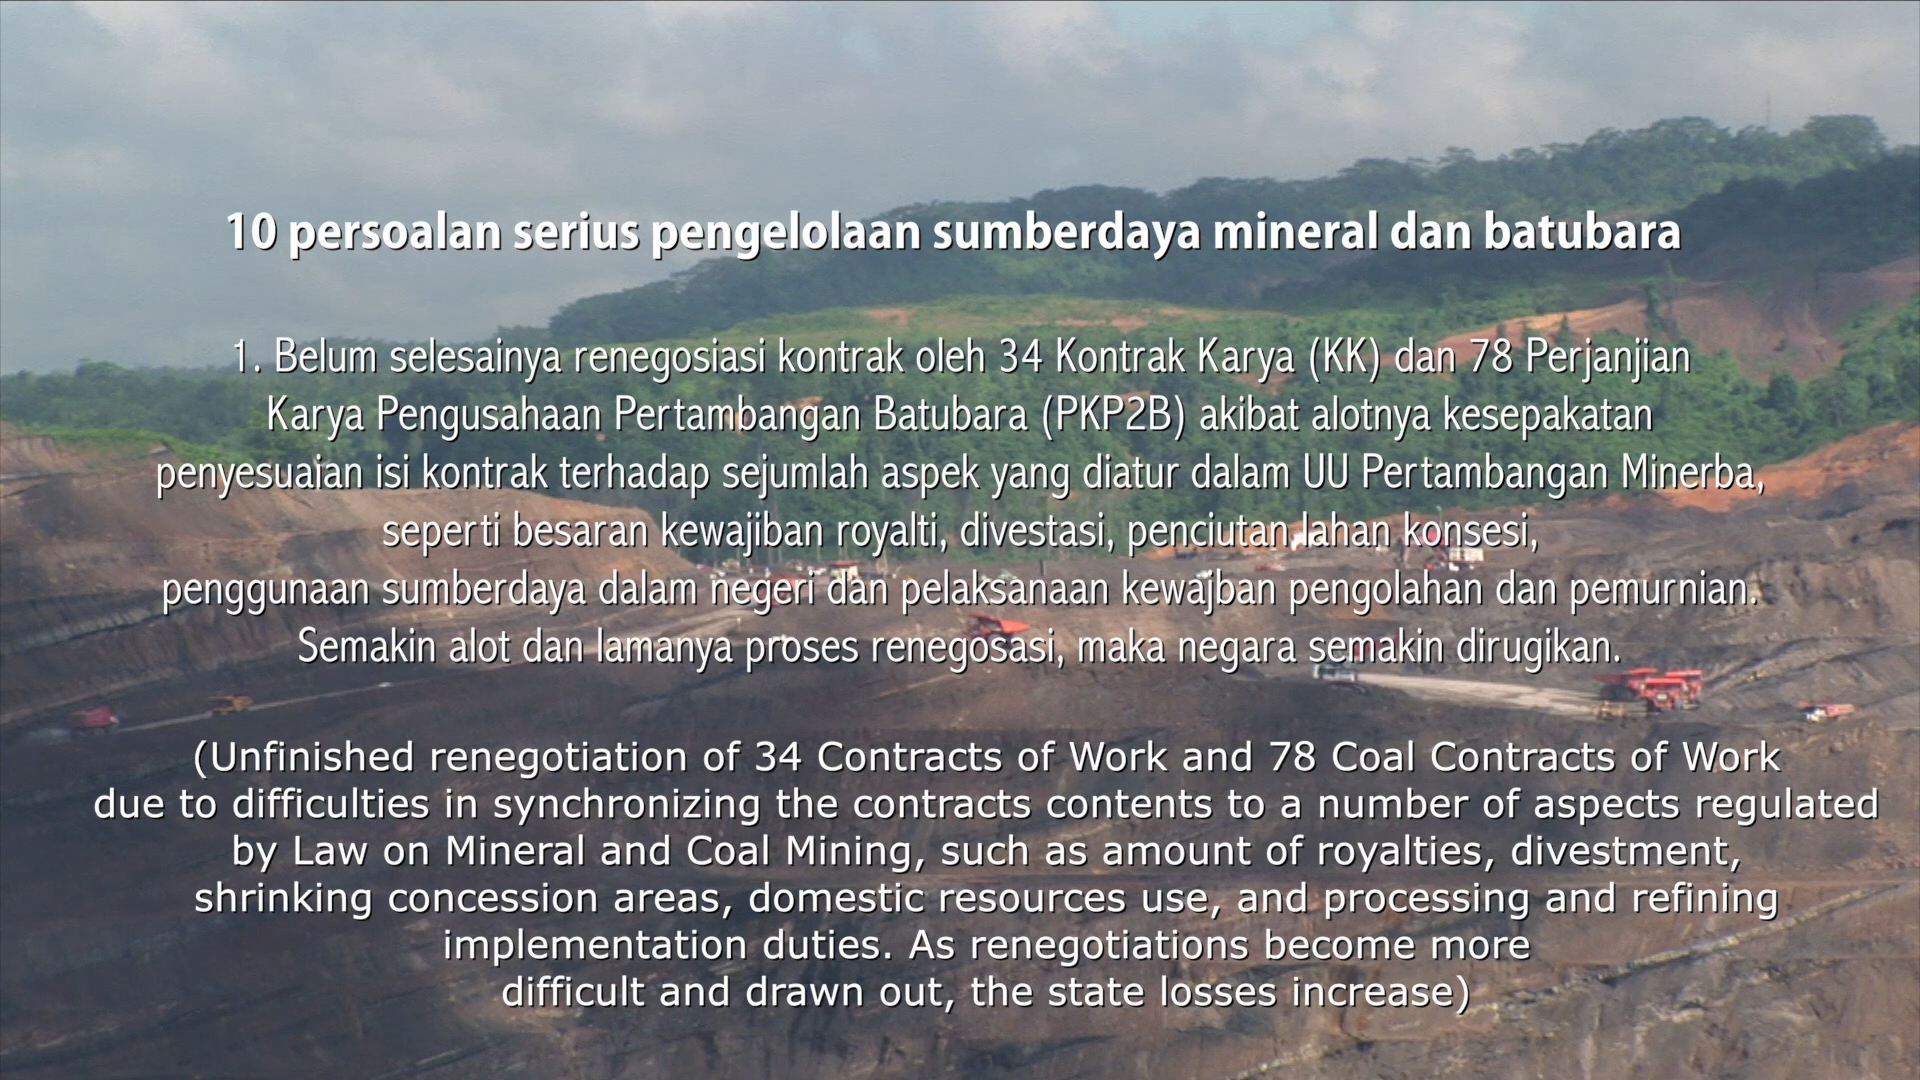 10 persoalan serius pengelolaan sumberdaya mineral dan batubara
1. Belum selesainya renegosiasi kontrak oleh 34 Kontrak Karya (KK) dan 78 Perjanjian
Karya Pengusahaan Pertambangan Batubara (PKP2B) akibat alotnya kesepakatan
penyesuaian isi kontrak terhadap sejumlah aspek yang diatur dalam UU Pertambangan Minerba,
seperti besaran kewajiban royalti, divestasi, penciutan lahan konsesi,
penggunaan sumberdaya dalam negeri dan pelaksanaan kewajban pengolahan dan pemurnian.
Semakin alot dan lamanya proses renegosasi, maka negara semakin dirugikan.
(Unfinished renegotiation of 34 Contracts of Work and 78 Coal Contracts of Work
due to difficulties in synchronizing the contracts contents to a number of aspects regulated
by Law on Mineral and Coal Mining, such as amount of royalties, divestment,
shrinking concession areas, domestic resources use, and processing and refining
implementation duties. As renegotiations become more
difficult and drawn out, the state losses increase)